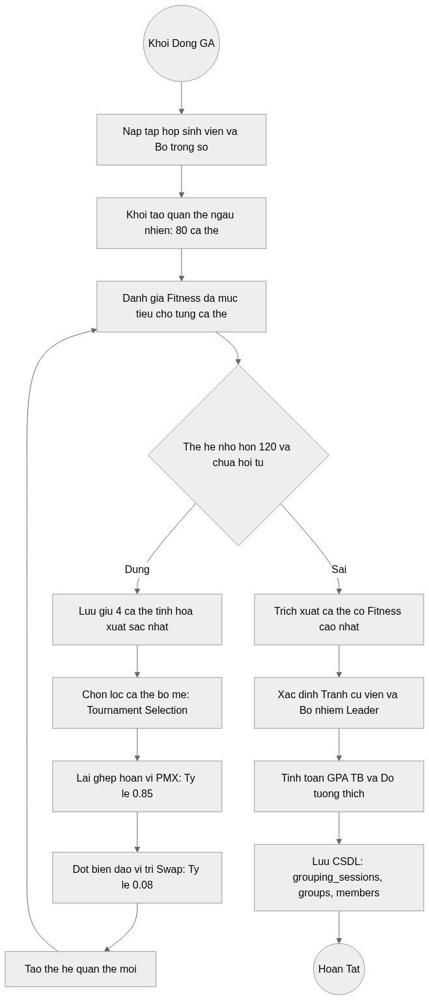 Khoi Dong GA
Nap tap hop sinh vien va
Bo trong so
Khoi tao quan the ngau
nhien: 80 ca the
Danh gia Fitness da muc
tieu cho tung ca the
The he nho hon 120 va
chua hoi tu
Dung
Sai
Luu giu 4 ca the tinh hoa
xuat sac nhat
Trich xuat ca the co Fitness
cao nhat
Chon loc ca the bo me:
Tournament Selection
Xac dinh Tranh cu vien va
Bo nhiem Leader
Lai ghep hoan vi PMX: Ty
le 0.85
Tinh toan GPA TB va Do
tuong thich
Dot bien dao vi tri Swap: Ty
le 0.08
Luu CSDL:
grouping_sessions,
groups, members
Tao the he quan the moi
Hoan Tat